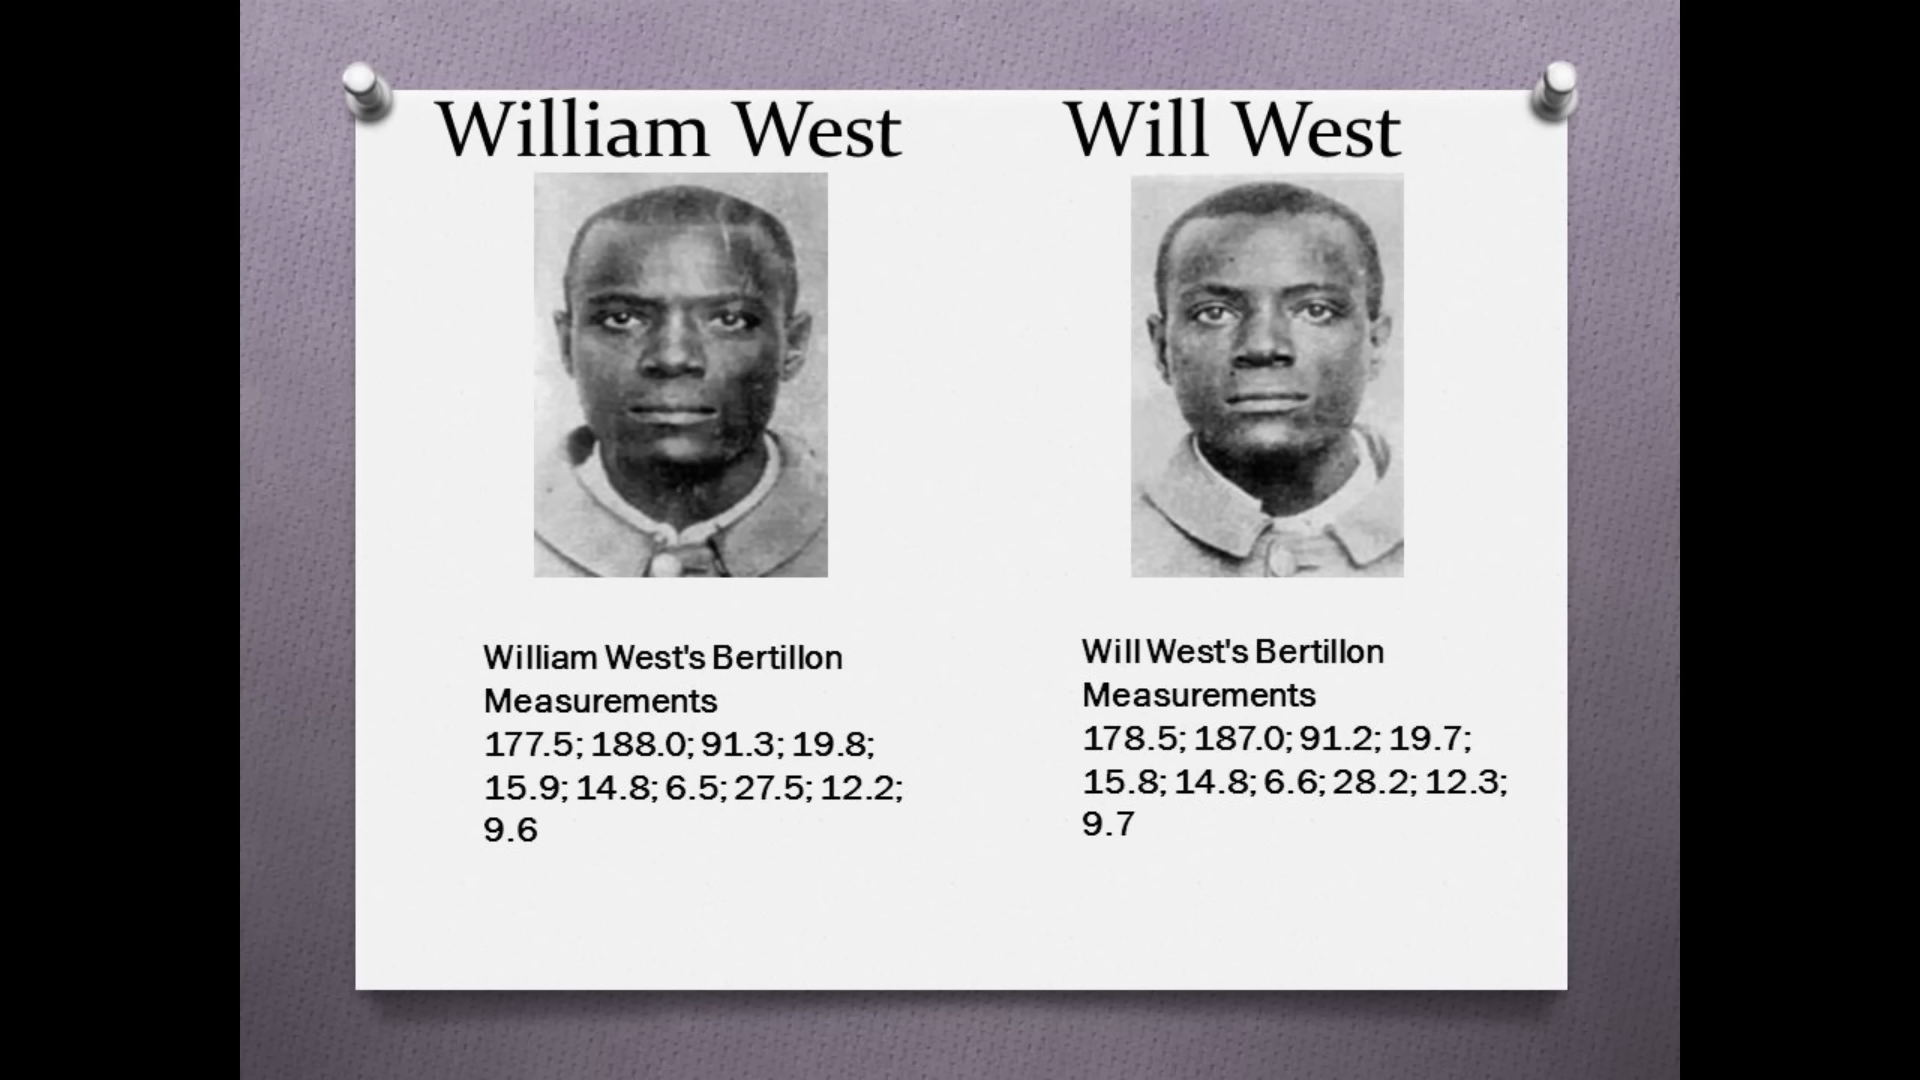 William West
Will West
William West's Bertillon
Measurements
177.5; 188.0; 91.3; 19.8;
15.9; 14.8; 6.5; 27.5; 12.2;
9.6
Will West's Bertillon
Measurements
178.5; 187.0; 91.2; 19.7;
15.8; 14.8; 6.6; 28.2; 12.3;
9.7